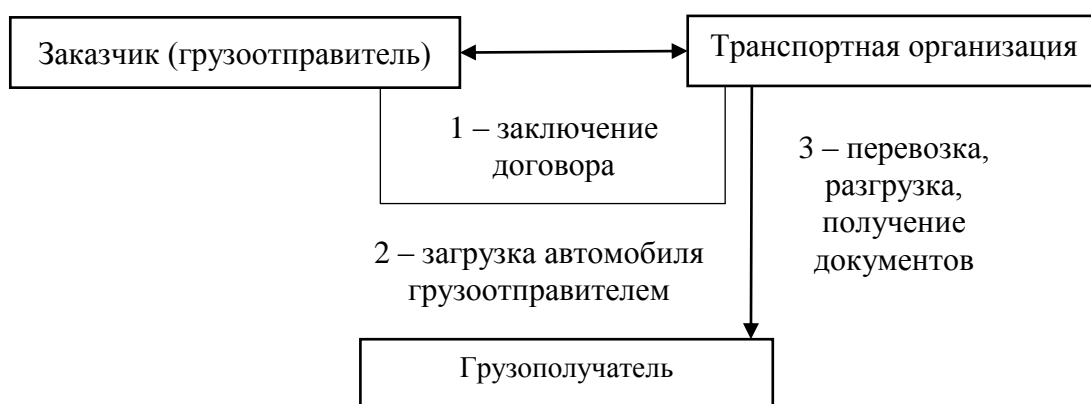 Заказчик (грузоотправитель)
Транспортная организация
1 – заключение
договора
3 – перевозка,
разгрузка,
получение
документов
2 – загрузка автомобиля
грузоотправителем
Грузополучатель